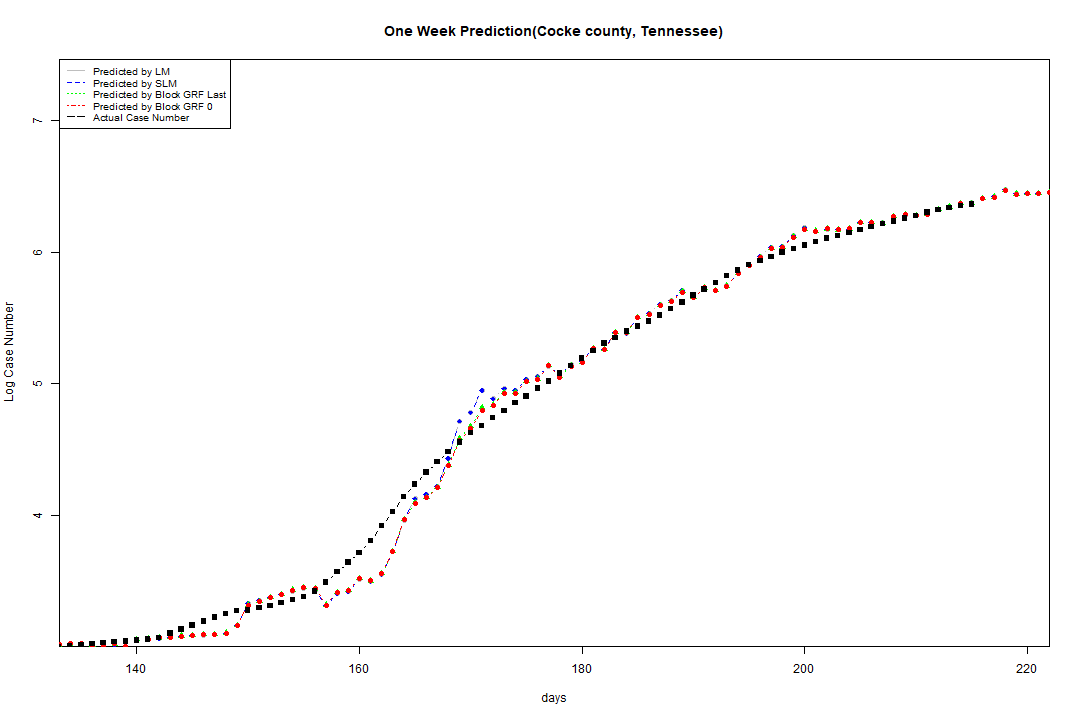 One Week Prediction(Cocke county, Tennessee)
Predicted by LM
Predicted by SLM
Predicted by Block GRF Last
Predicted by Block GRF 0
Actual Case Number
7
6
5
4
Log Case Number
140 160 180 200 220
days